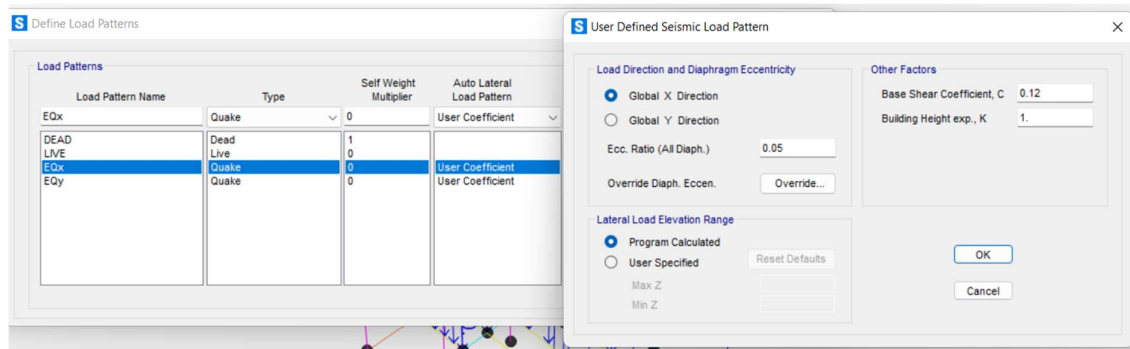 S Define Load Patterns
Load Patterns
Load Pattern Name Type Self Weight Multiplier Auto Lateral Load Pattern
EQx Quake 0 User Coefficient
DEAD Dead 1
LIVE Live 0
EQx Quake 0 User Coefficient
EQy Quake 0 User Coefficient
S User Defined Seismic Load Pattern
Load Direction and Diaphragm Eccentricity
Global X Direction
Global Y Direction
Ecc. Ratio (All Diaph.) 0.05
Override Diaph. Eccen. Override...
Lateral Load Elevation Range
Program Calculated
User Specified Reset Defaults
Max Z
Min Z
Other Factors
Base Shear Coefficient, C 0.12
Building Height exp., K 1.
OK
Cancel